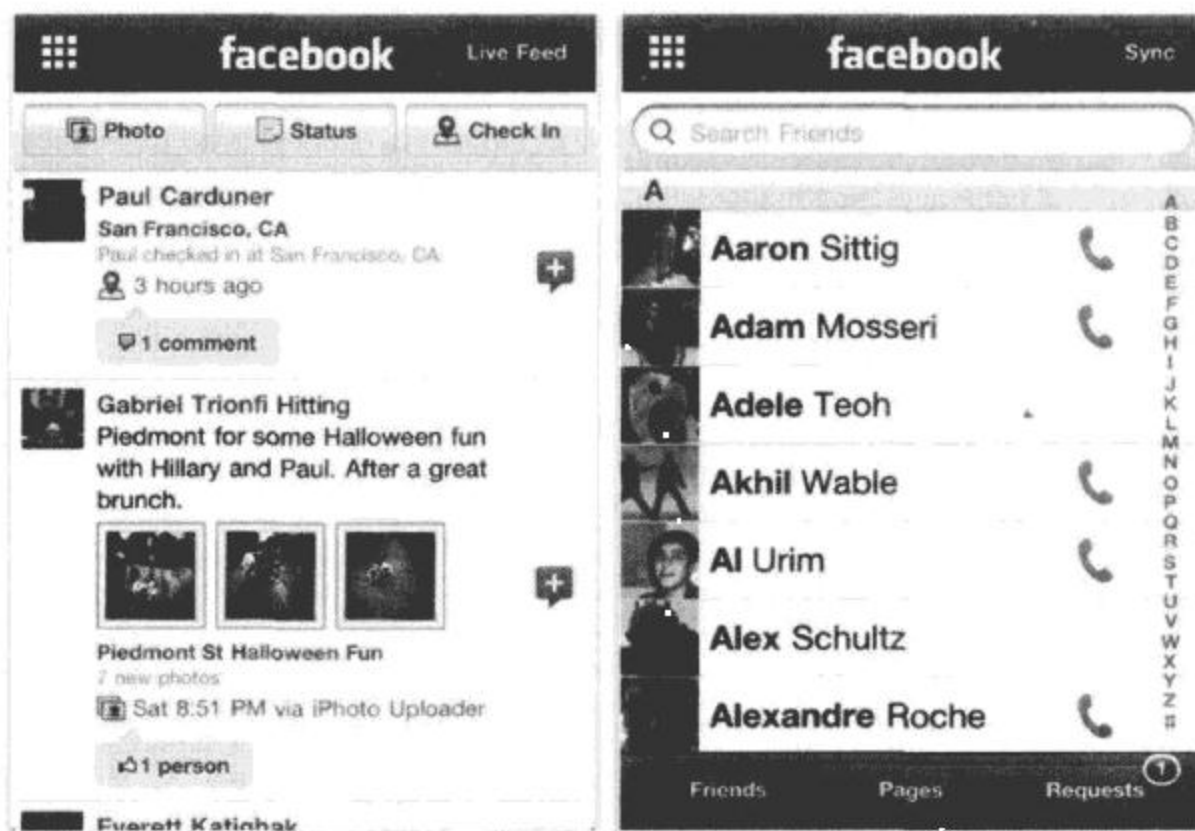 facebook Live Feed
Photo Status Check In
Paul Carduner
San Francisco, CA
Paul checked in at San Francisco, CA
3 hours ago
1 comment
Gabriel Trionfi Hitting
Piedmont for some Halloween fun
with Hillary and Paul. After a great
brunch.
Piedmont St Halloween Fun
7 new photos
Sat 8:51 PM via iPhoto Uploader
1 person
Everett Katigbak
facebook Sync
Search Friends
A
Aaron Sittig
Adam Mosseri
Adele Teoh
Akhil Wable
Al Urim
Alex Schultz
Alexandre Roche
A
B
C
D
E
F
G
H
I
J
K
L
M
N
O
P
Q
R
S
T
U
V
W
X
Y
Z
#
Friends Pages Requests 1